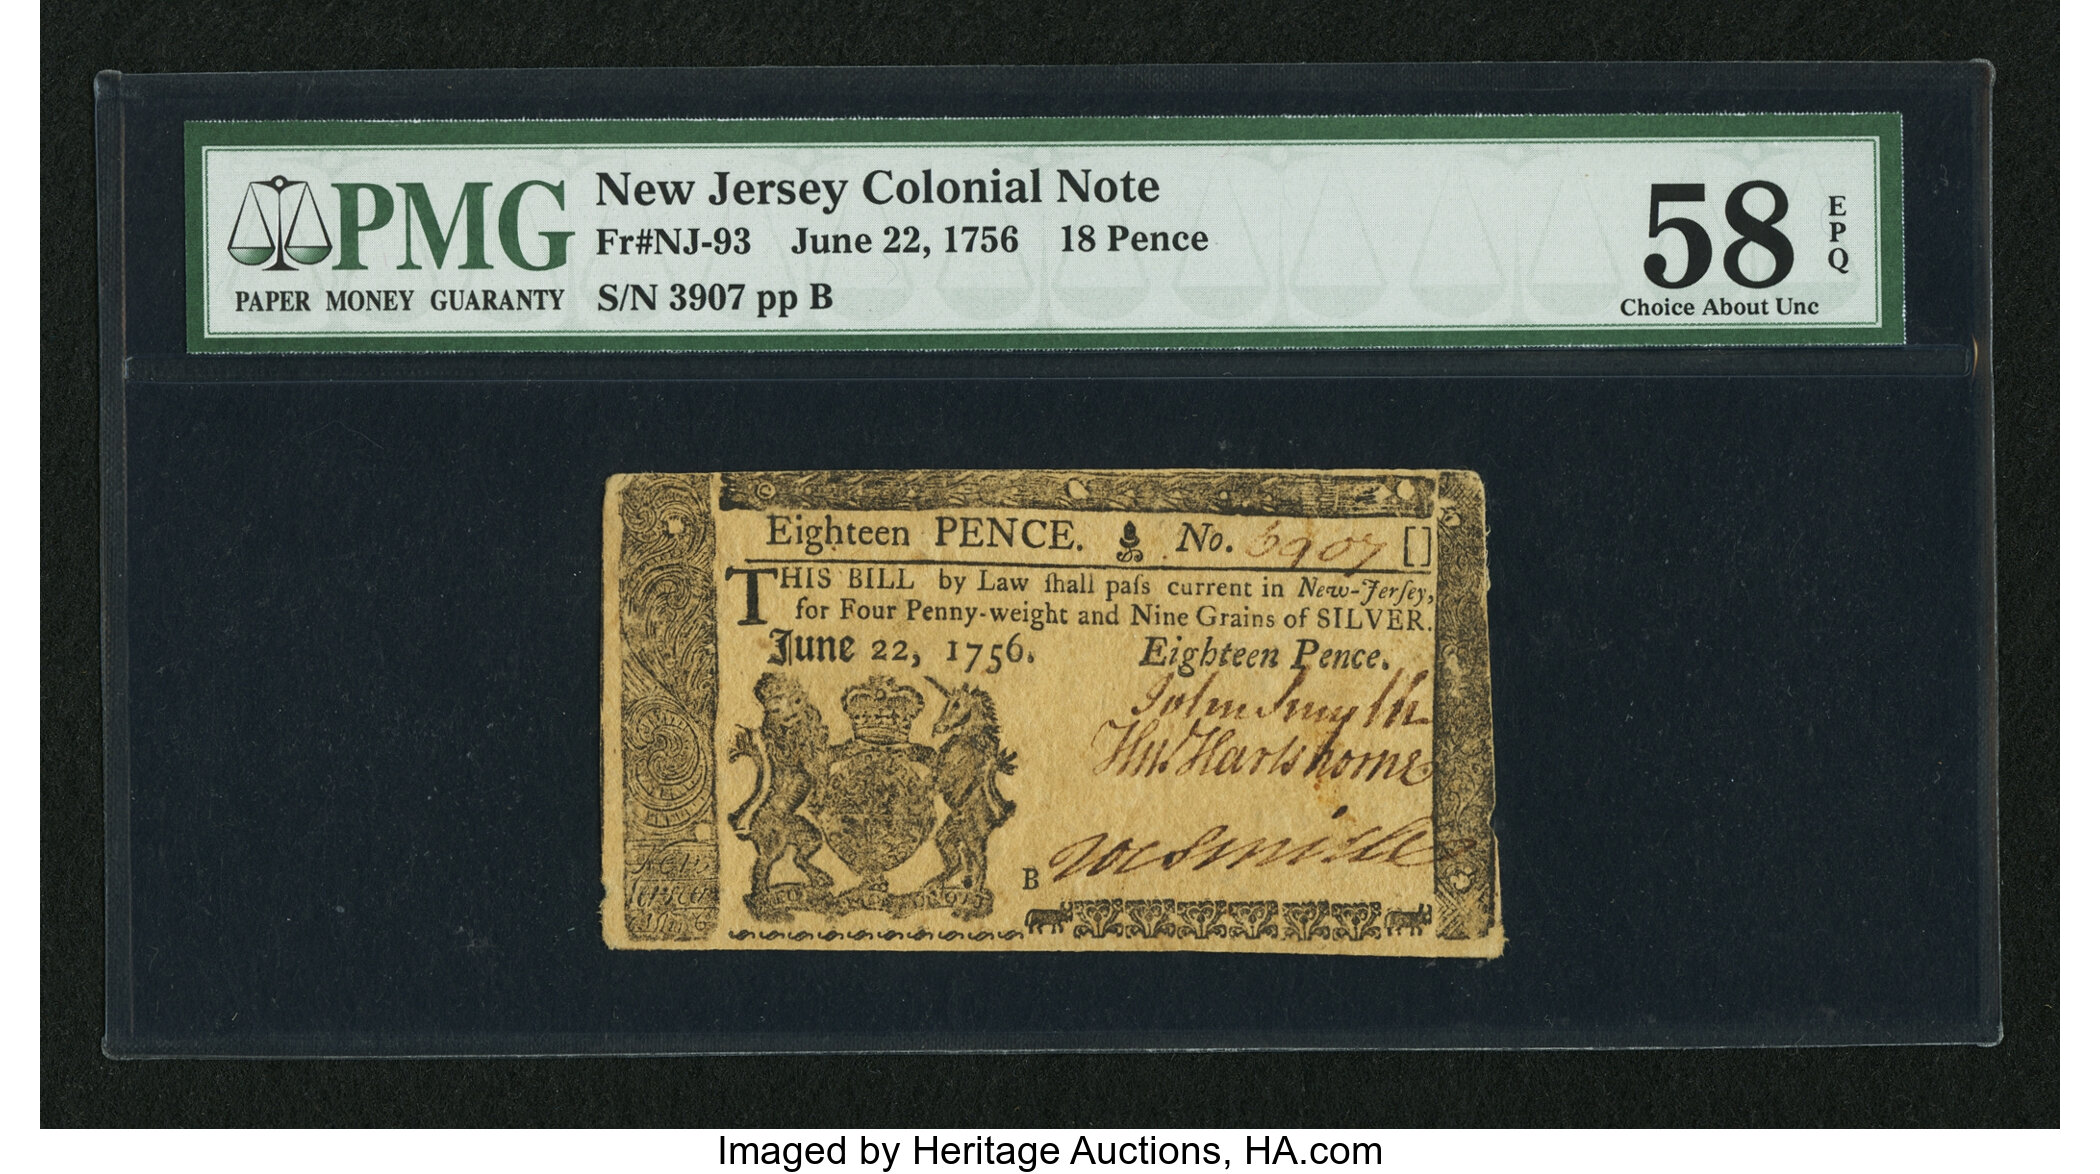 PMG
PAPER MONEY GUARANTY
New Jersey Colonial Note
Fr#NJ-93 June 22, 1756 18 Pence
S/N 3907 pp B
58
EPQ
Choice About Unc
Eighteen PENCE. No. 3907 []
THIS BILL by Law ſhall paſs current in New-Jerſey,
for Four Penny-weight and Nine Grains of SILVER.
June 22, 1756. Eighteen Pence.
John Smyth
Hu. Hartshorne
B
Imaged by Heritage Auctions, HA.com